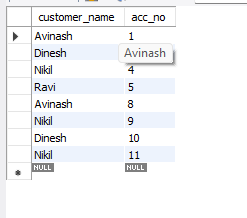 customer_name acc_no
Avinash 1
Dinesh Avinash
Nikil 4
Ravi 5
Avinash 8
Nikil 9
Dinesh 10
Nikil 11
NULL NULL